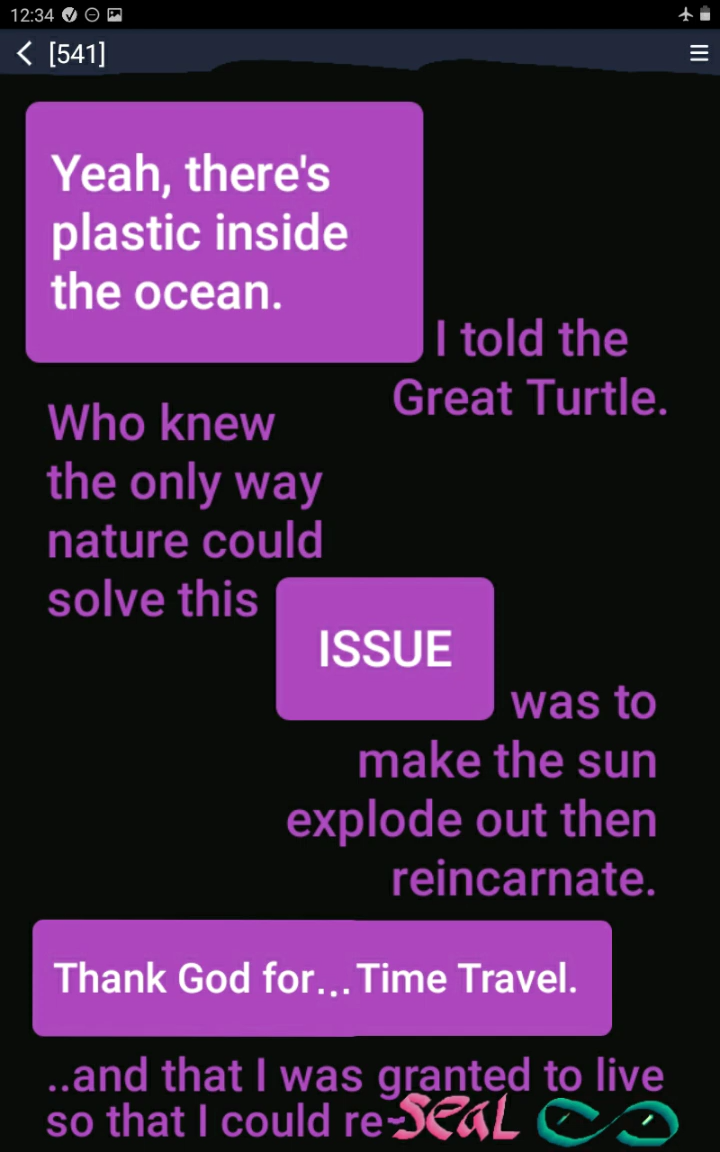 12:34
[541]
Yeah, there's
plastic inside
the ocean.
I told the
Great Turtle.
Who knew
the only way
nature could
solve this
ISSUE
was to
make the sun
explode out then
reincarnate.
Thank God for...Time Travel.
..and that I was granted to live
so that I could re-SEAL